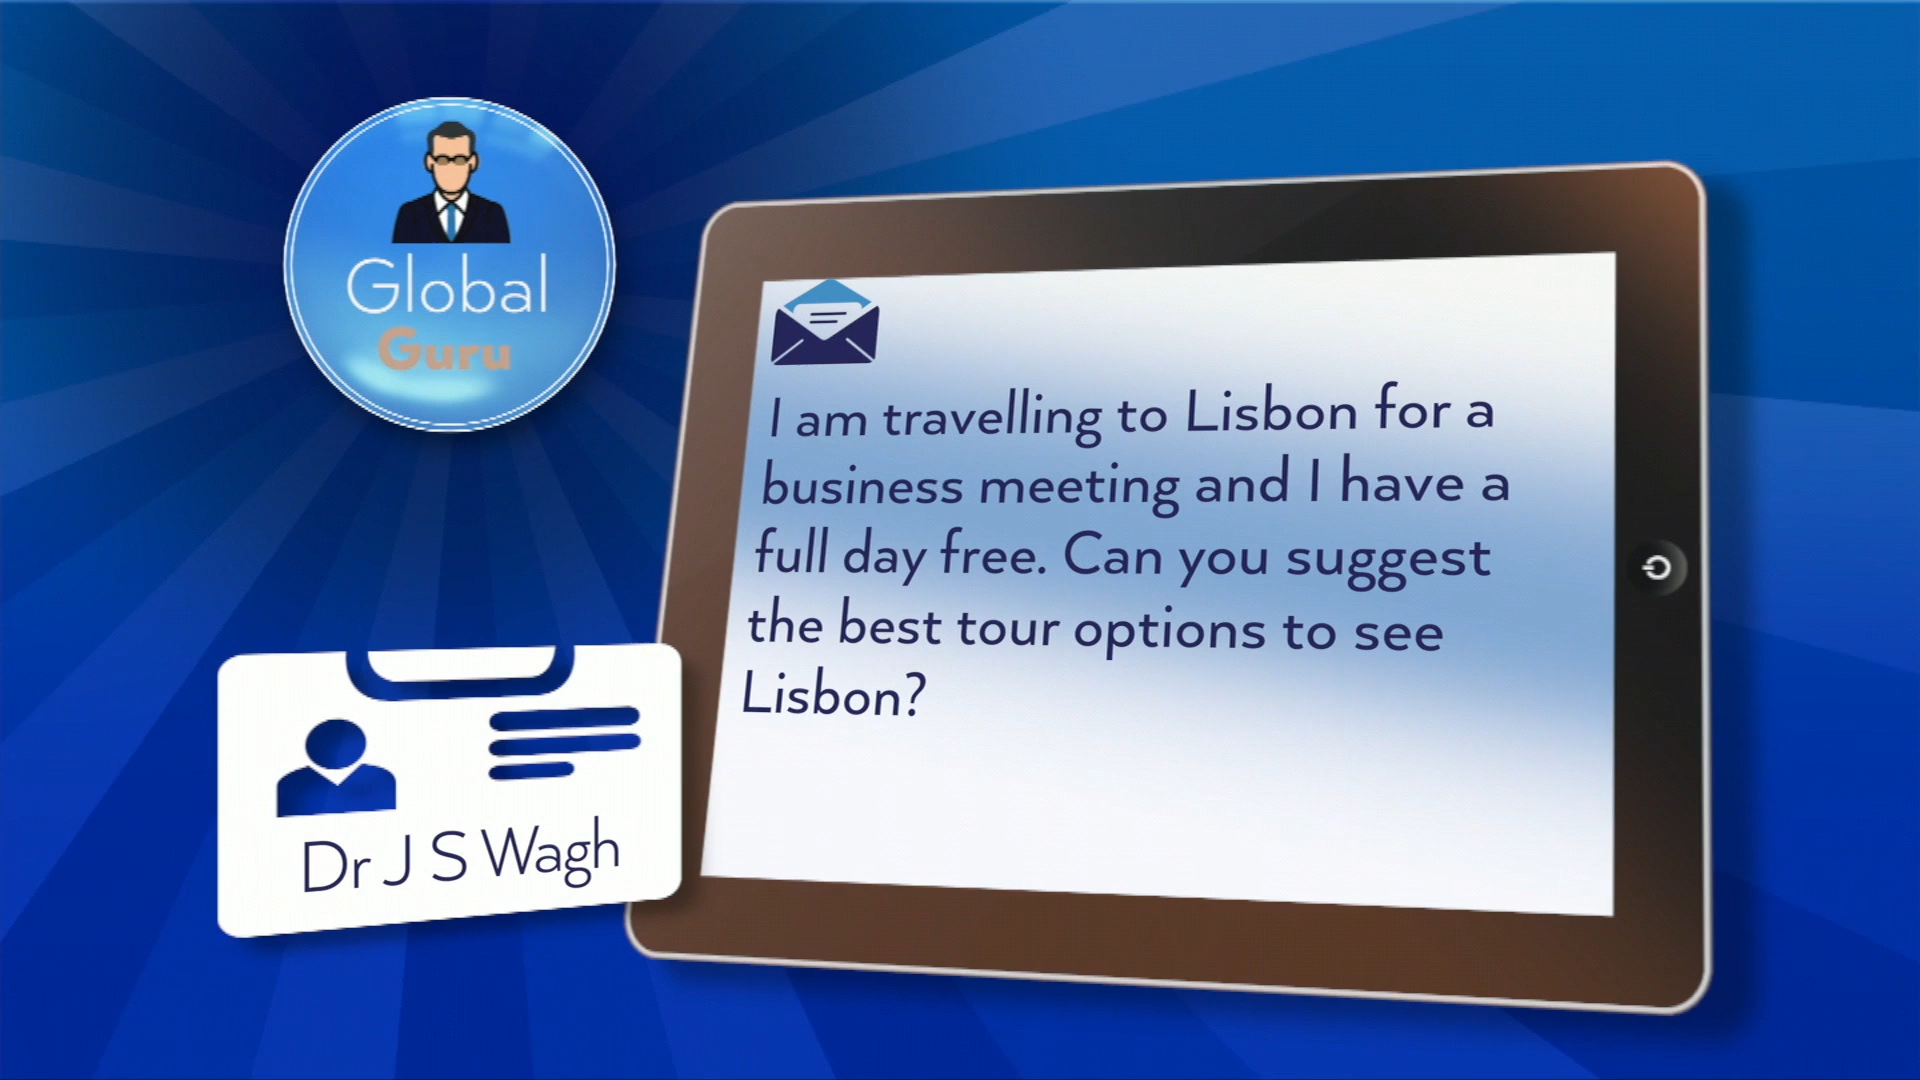 Global
Guru
I am travelling to Lisbon for a
business meeting and I have a
full day free. Can you suggest
the best tour options to see
Lisbon?
Dr J S Wagh